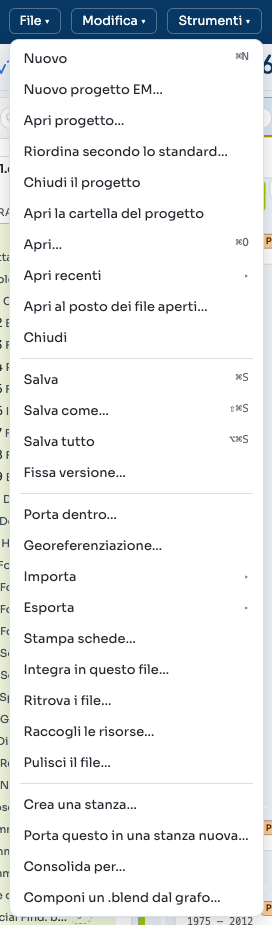 File ▾ Modifica ▾ Strumenti ▾
Nuovo ⌘N
Nuovo progetto EM...
Apri progetto...
Riordina secondo lo standard...
Chiudi il progetto
Apri la cartella del progetto
Apri... ⌘O
Apri recenti ▸
Apri al posto dei file aperti...
Chiudi
Salva ⌘S
Salva come... ⇧⌘S
Salva tutto ⌥⌘S
Fissa versione...
Porta dentro...
Georeferenziazione...
Importa ▸
Esporta ▸
Stampa schede...
Integra in questo file...
Ritrova i file...
Raccogli le risorse...
Pulisci il file...
Crea una stanza...
Porta questo in una stanza nuova...
Consolida per...
Componi un .blend dal grafo...
1975 — 2012